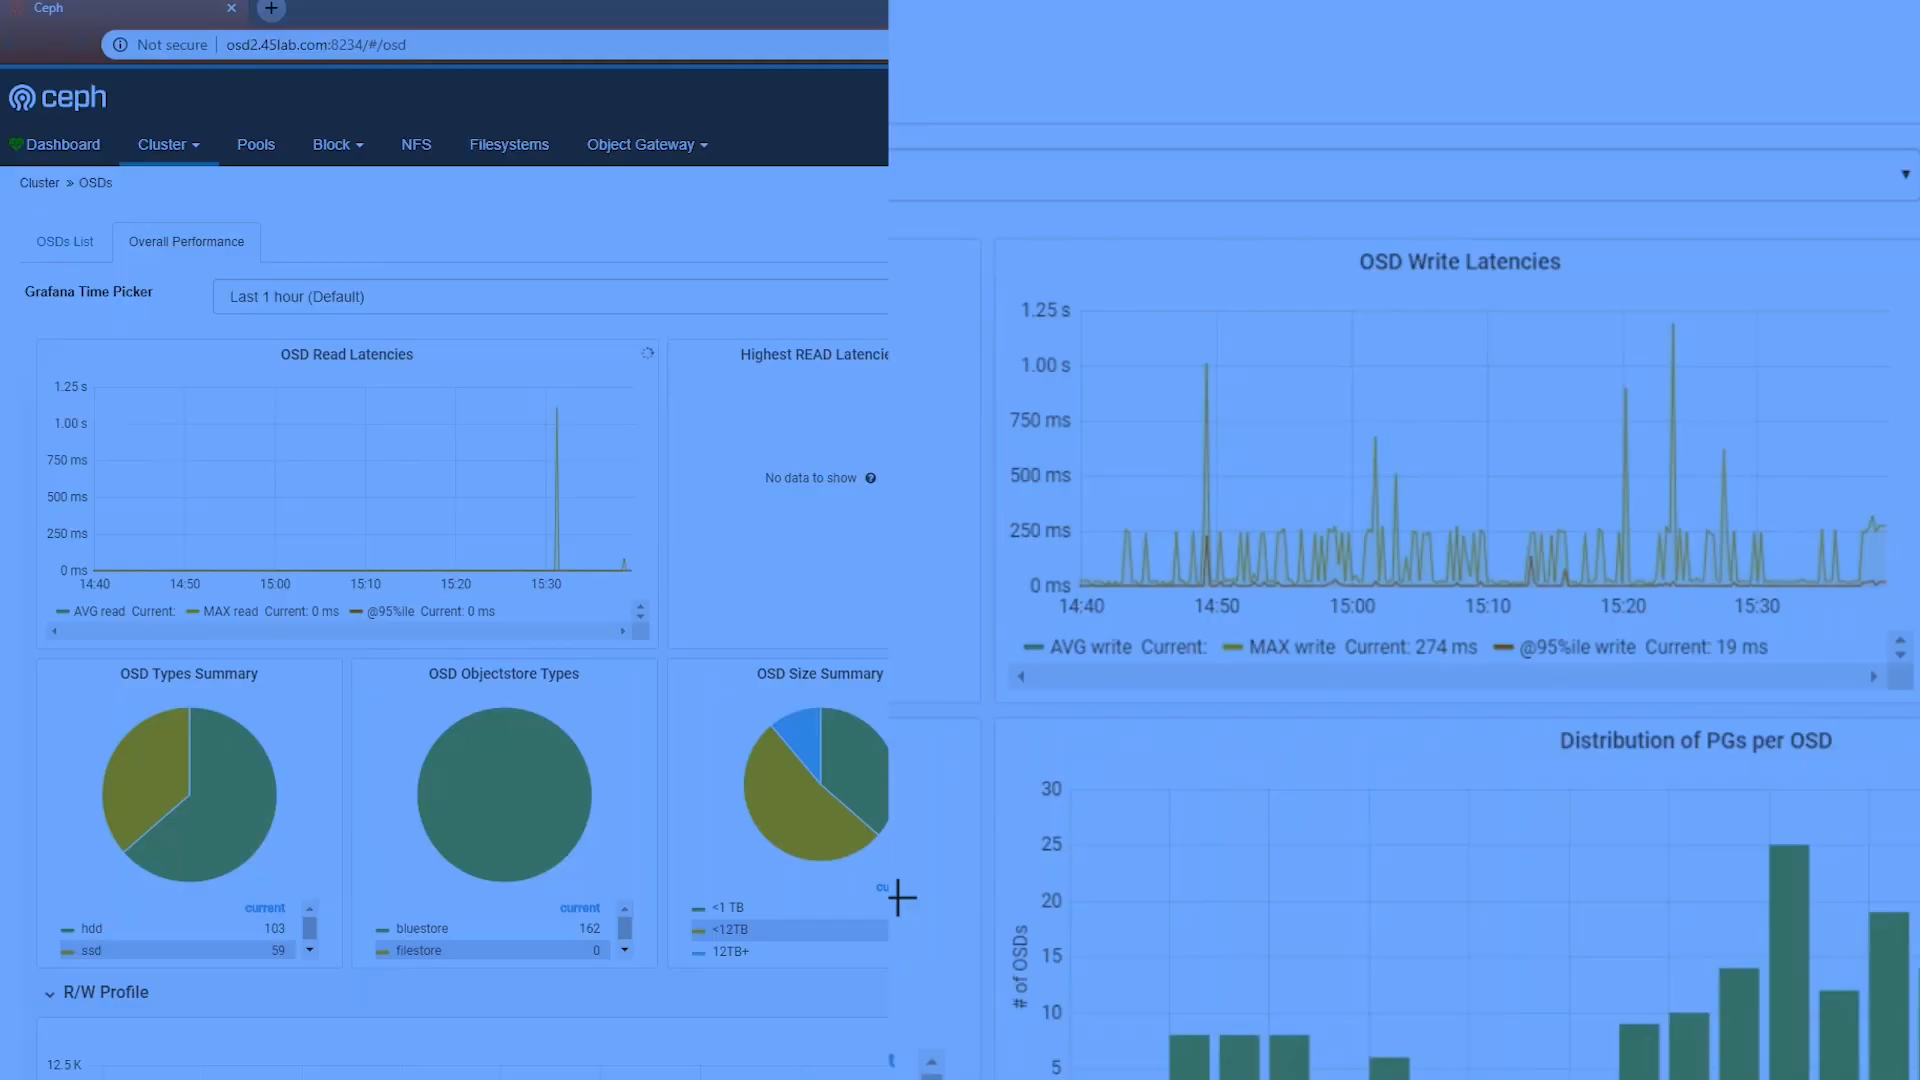 Ceph
Not secure osd2.45lab.com:8234/#/osd
ceph
Dashboard Cluster Pools Block NFS Filesystems Object Gateway
Cluster » OSDs
OSDs List Overall Performance
Grafana Time Picker Last 1 hour (Default)
OSD Read Latencies
1.25 s
1.00 s
750 ms
500 ms
250 ms
0 ms
14:40 14:50 15:00 15:10 15:20 15:30
AVG read Current: MAX read Current: 0 ms @95%ile Current: 0 ms
Highest READ Latencie
No data to show
OSD Write Latencies
1.25 s
1.00 s
750 ms
500 ms
250 ms
0 ms
14:40 14:50 15:00 15:10 15:20 15:30
AVG write Current: MAX write Current: 274 ms @95%ile write Current: 19 ms
OSD Types Summary
current
hdd 103
ssd 59
OSD Objectstore Types
current
bluestore 162
filestore 0
OSD Size Summary
cu
<1 TB
<12TB
12TB+
Distribution of PGs per OSD
# of OSDs
30
25
20
15
10
5
R/W Profile
12.5 K